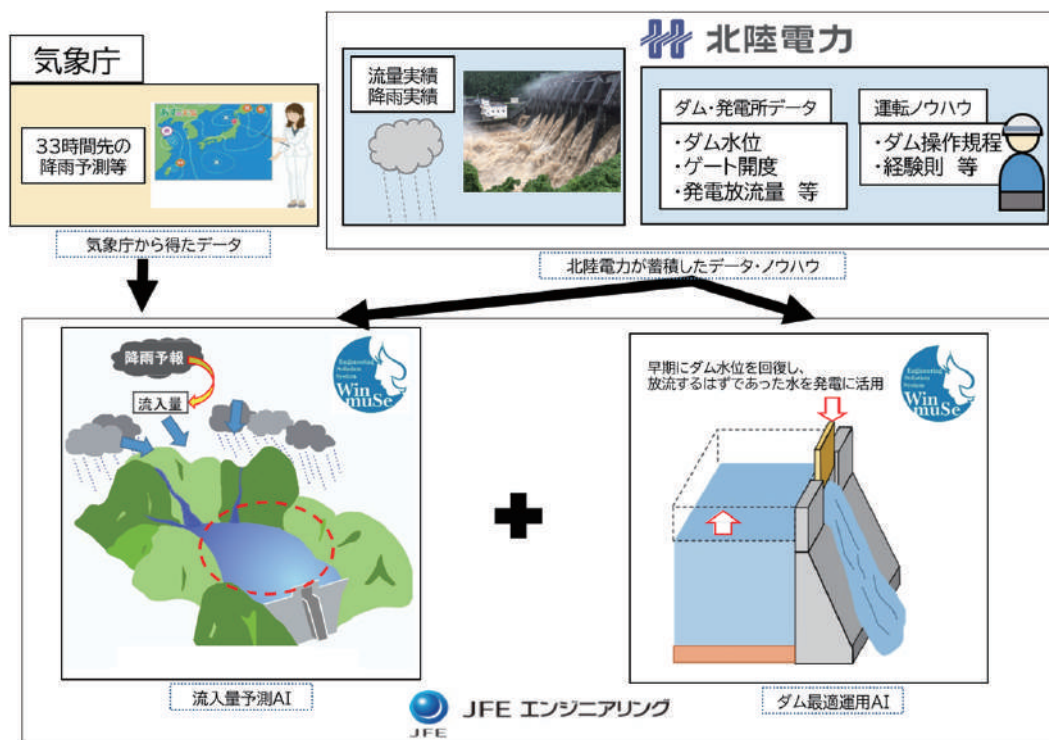 気象庁
33時間先の
降雨予測等
気象庁から得たデータ
北陸電力
流量実績
降雨実績
ダム・発電所データ
・ダム水位
・ゲート開度
・発電放流量 等
運転ノウハウ
・ダム操作規程
・経験則 等
北陸電力が蓄積したデータ・ノウハウ
降雨予報
流入量
Engineering
Solution
System
Win
muSe
流入量予測AI
早期にダム水位を回復し、
放流するはずであった水を発電に活用
Engineering
Solution
System
Win
muSe
ダム最適運用AI
JFE
JFE エンジニアリング